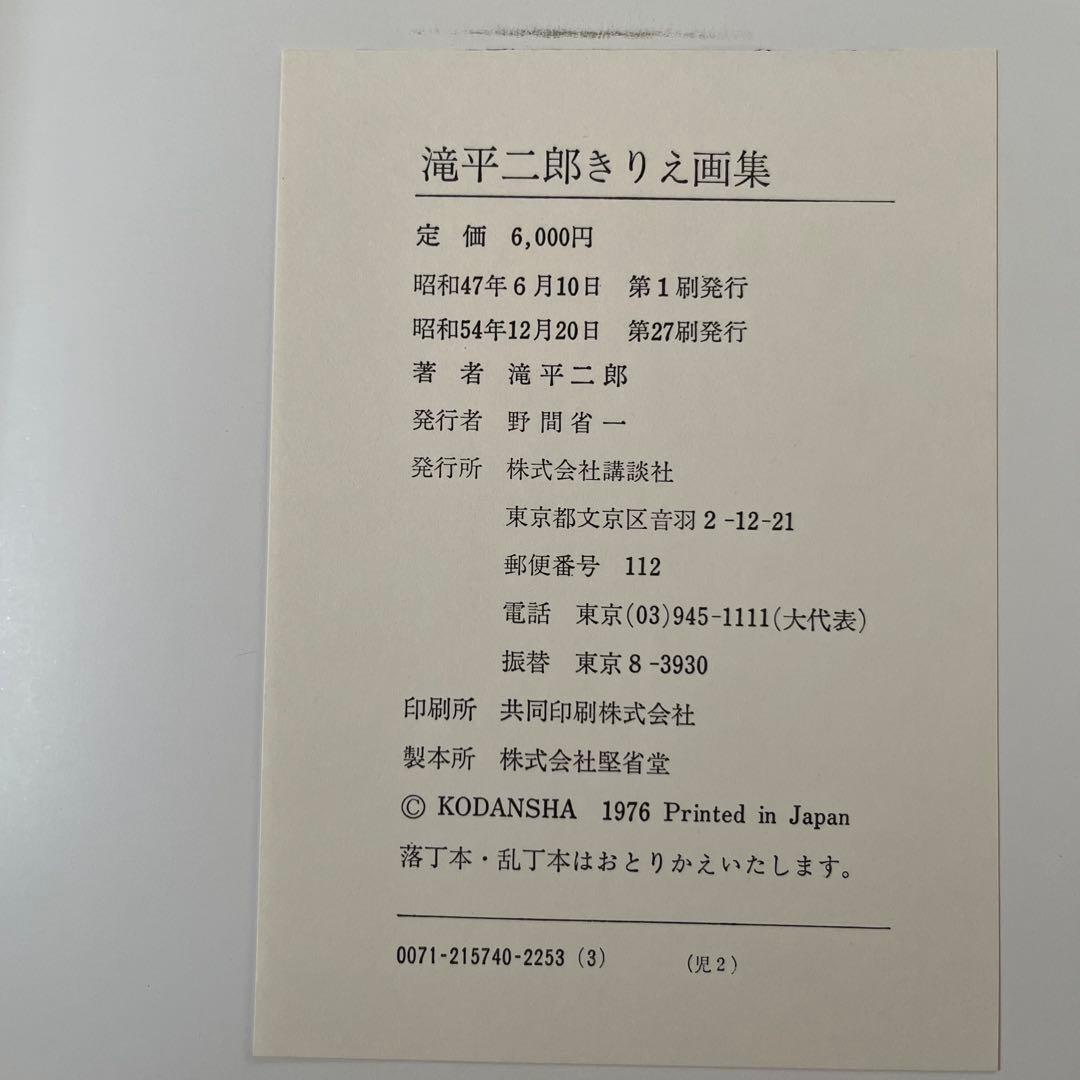 滝平二郎きりえ画集
定　価　6,000円
昭和47年6月10日　第1刷発行
昭和54年12月20日　第27刷発行
著　者　滝平二郎
発行者　野間省一
発行所　株式会社講談社
東京都文京区音羽2-12-21
郵便番号　112
電話　東京(03)945-1111(大代表)
振替　東京8-3930
印刷所　共同印刷株式会社
製本所　株式会社堅省堂
© KODANSHA　1976 Printed in Japan
落丁本・乱丁本はおとりかえいたします。
0071-215740-2253 (3)　(児2)